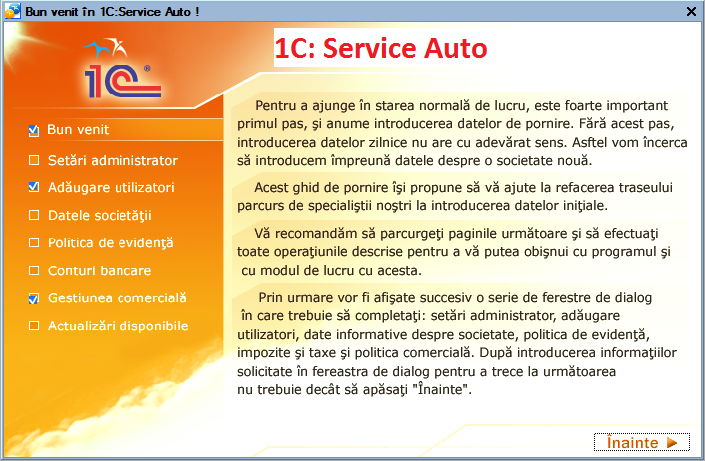 Bun venit în 1C:Service Auto !
1C: Service Auto
1C ®
Bun venit
Setări administrator
Adăugare utilizatori
Datele societăţii
Politica de evidenţă
Conturi bancare
Gestiunea comercială
Actualizări disponibile
Pentru a ajunge în starea normală de lucru, este foarte important
primul pas, şi anume introducerea datelor de pornire. Fără acest pas,
introducerea datelor zilnice nu are cu adevărat sens. Asftel vom încerca
să introducem împreună datele despre o societate nouă.
Acest ghid de pornire îşi propune să vă ajute la refacerea traseului
parcurs de specialiştii noştri la introducerea datelor iniţiale.
Vă recomandăm să parcurgeţi paginile următoare şi să efectuaţi
toate operaţiunile descrise pentru a vă putea obişnui cu programul şi
cu modul de lucru cu acesta.
Prin urmare vor fi afişate succesiv o serie de ferestre de dialog
în care trebuie să completaţi: setări administrator, adăugare
utilizatori, date informative despre societate, politica de evidenţă,
impozite şi taxe şi politica comercială. După introducerea informaţiilor
solicitate în fereastra de dialog pentru a trece la următoarea
nu trebuie decât să apăsaţi "Înainte".
Înainte